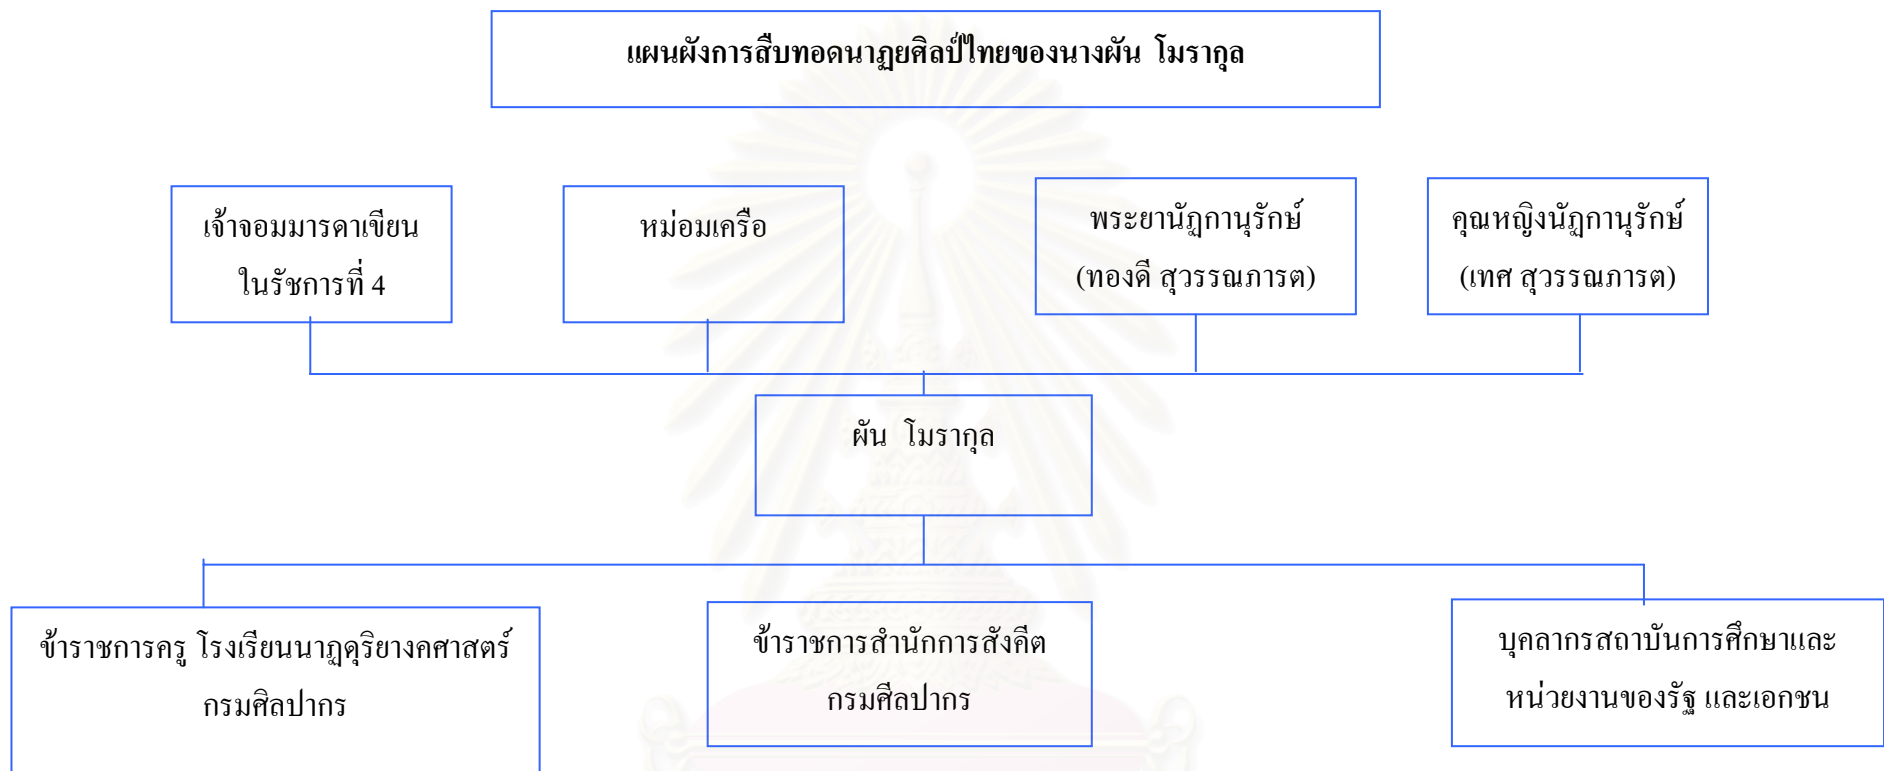 แผนผังการสืบทอดนาฏยศิลป์ไทยของนางผัน โมรากุล
เจ้าจอมมารดาเขียน
ในรัชการที่ 4
หม่อมเครือ
พระยานัฏกานุรักษ์
(ทองดี สุวรรณภารต)
คุณหญิงนัฏกานุรักษ์
(เทศ สุวรรณภารต)
ผัน โมรากุล
ข้าราชการครู โรงเรียนนาฏดุริยางคศาสตร์
กรมศิลปากร
ข้าราชการสำนักการสังคีต
กรมศีลปากร
บุคลากรสถาบันการศึกษาและ
หน่วยงานของรัฐ และเอกชน